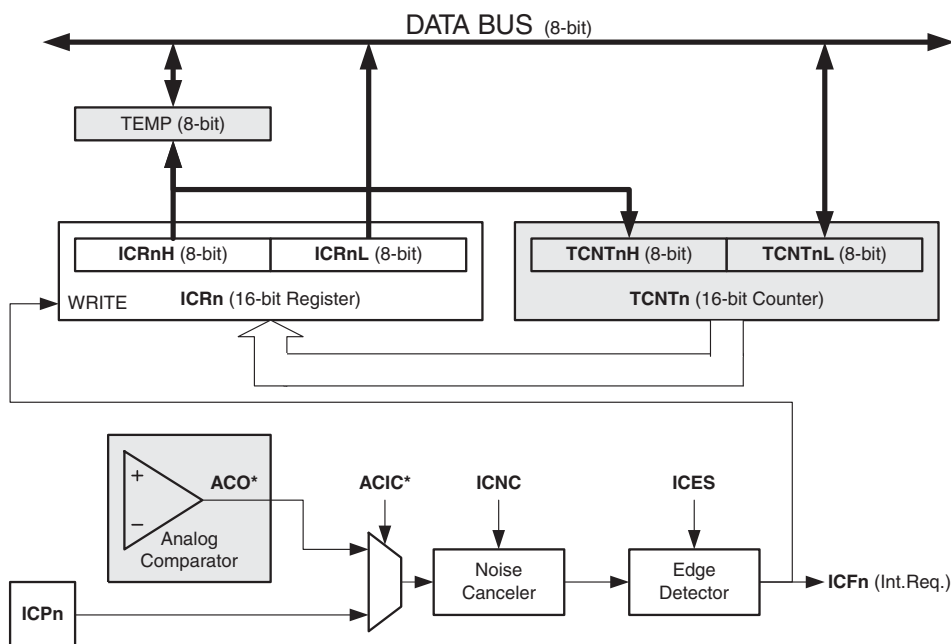 DATA BUS (8-bit)
TEMP (8-bit)
ICRnH (8-bit)
ICRnL (8-bit)
TCNTnH (8-bit)
TCNTnL (8-bit)
WRITE
ICRn (16-bit Register)
TCNTn (16-bit Counter)
+
−
ACO*
Analog
Comparator
ACIC*
ICNC
ICES
Noise
Canceler
Edge
Detector
ICFn (Int.Req.)
ICPn